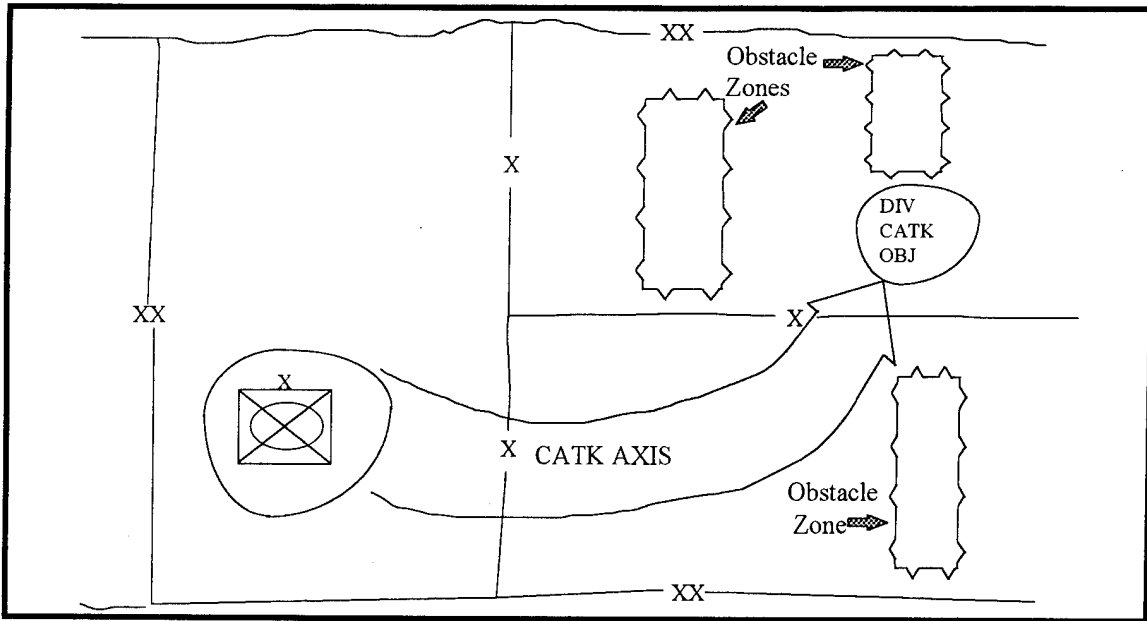 XX
Obstacle
Zones
X
DIV
CATK
OBJ
XX
X
X
X
CATK AXIS
Obstacle
Zone
XX